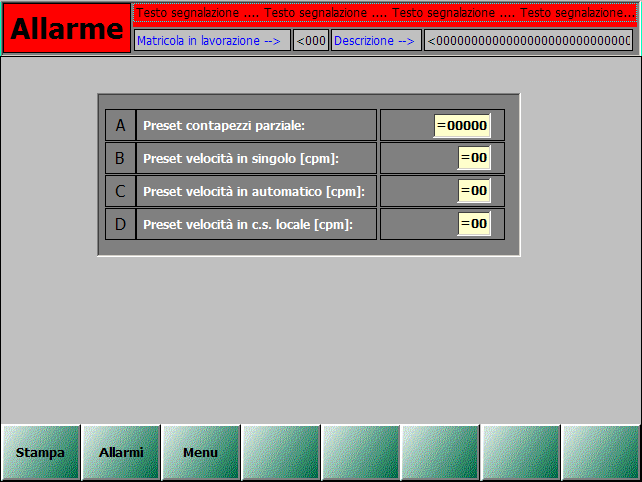 Allarme
Testo segnalazione .... Testo segnalazione .... Testo segnalazione .... Testo segnalazione...
Matricola in lavorazione --> <000 Descrizione --> <0000000000000000000000000000
A Preset contapezzi parziale: =00000
B Preset velocità in singolo [cpm]: =00
C Preset velocità in automatico [cpm]: =00
D Preset velocità in c.s. locale [cpm]: =00
Stampa Allarmi Menu